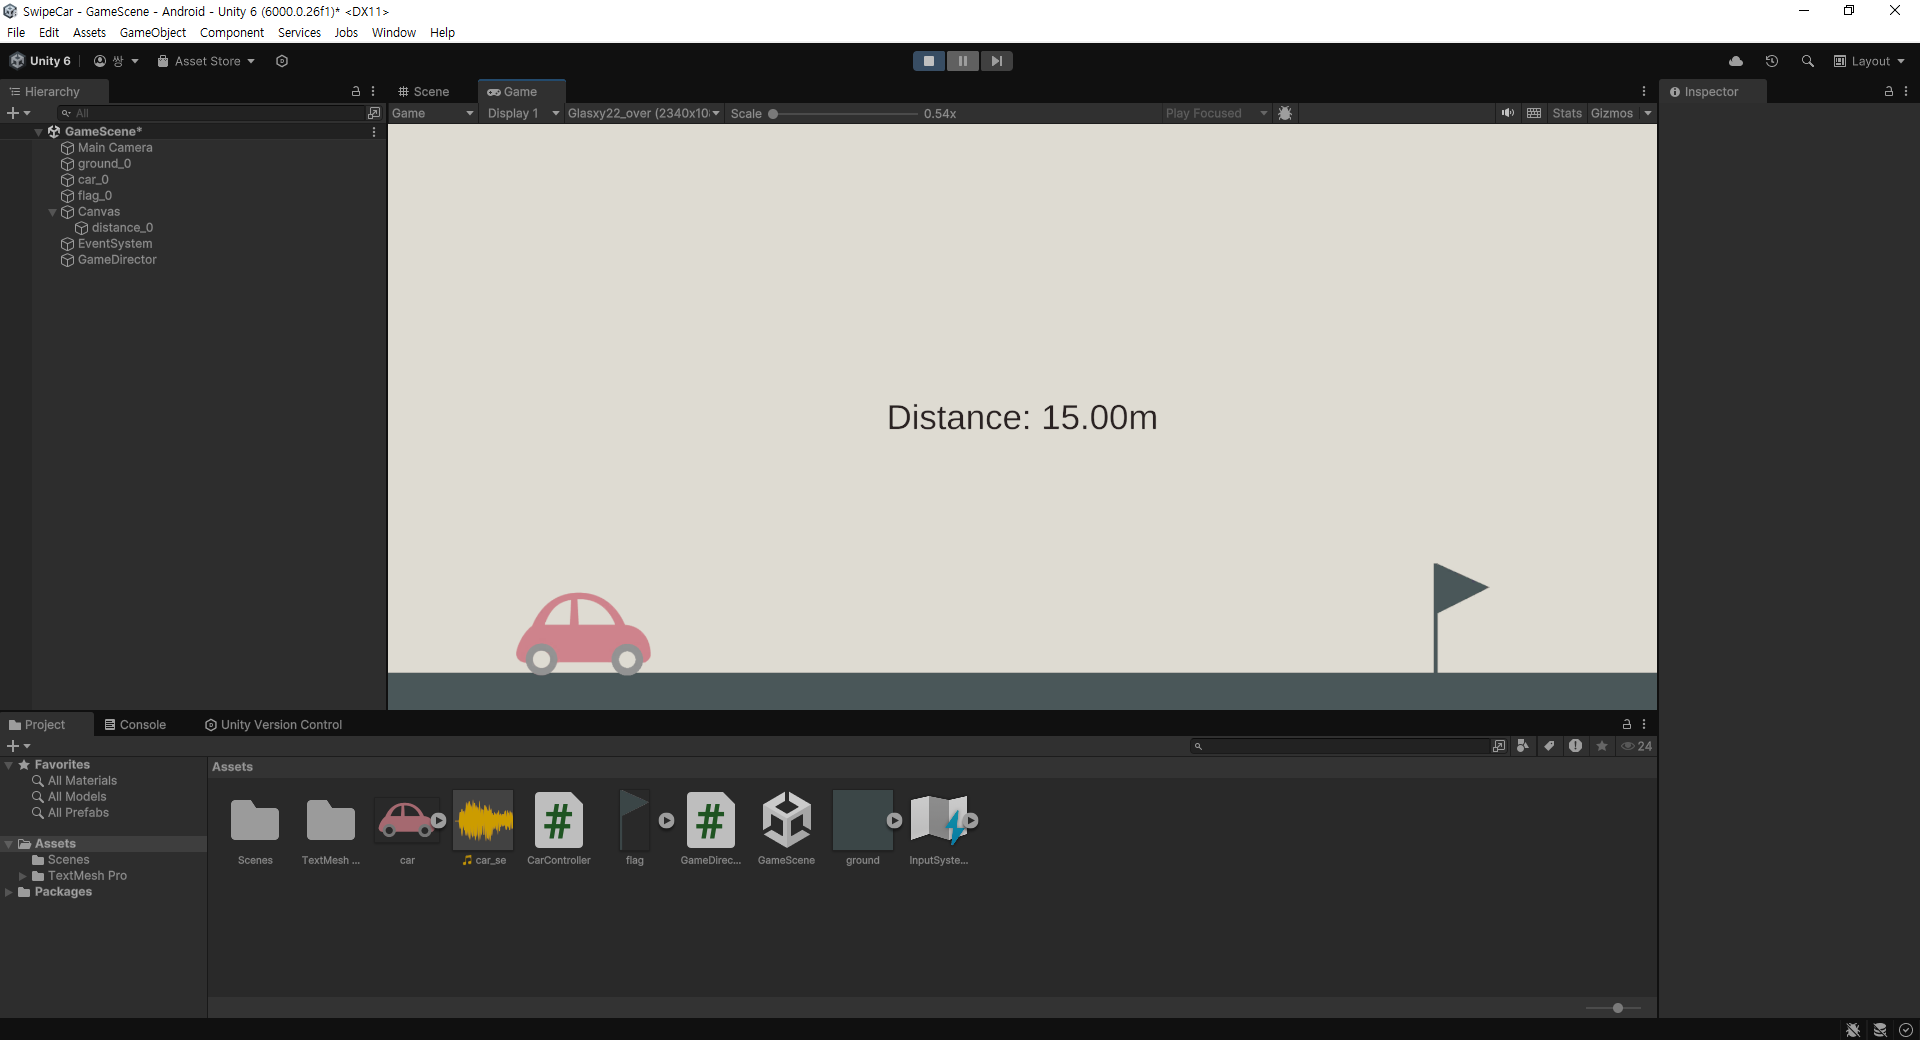 SwipeCar - GameScene - Android - Unity 6 (6000.0.26f1)* <DX11>
File Edit Assets GameObject Component Services Jobs Window Help
Unity 6 쌍 Asset Store Layout
Hierarchy Scene Game Inspector
All Game Display 1 Glasxy22_over (2340x10 Scale 0.54x Play Focused Stats Gizmos
GameScene*
Main Camera
ground_0
car_0
flag_0
Canvas
distance_0
EventSystem
GameDirector
Distance: 15.00m
Project Console Unity Version Control
24
Favorites
All Materials
All Models
All Prefabs
Assets
Scenes
TextMesh Pro
Packages
Assets
Scenes TextMesh ... car car_se CarController flag GameDirec... GameScene ground InputSyste...